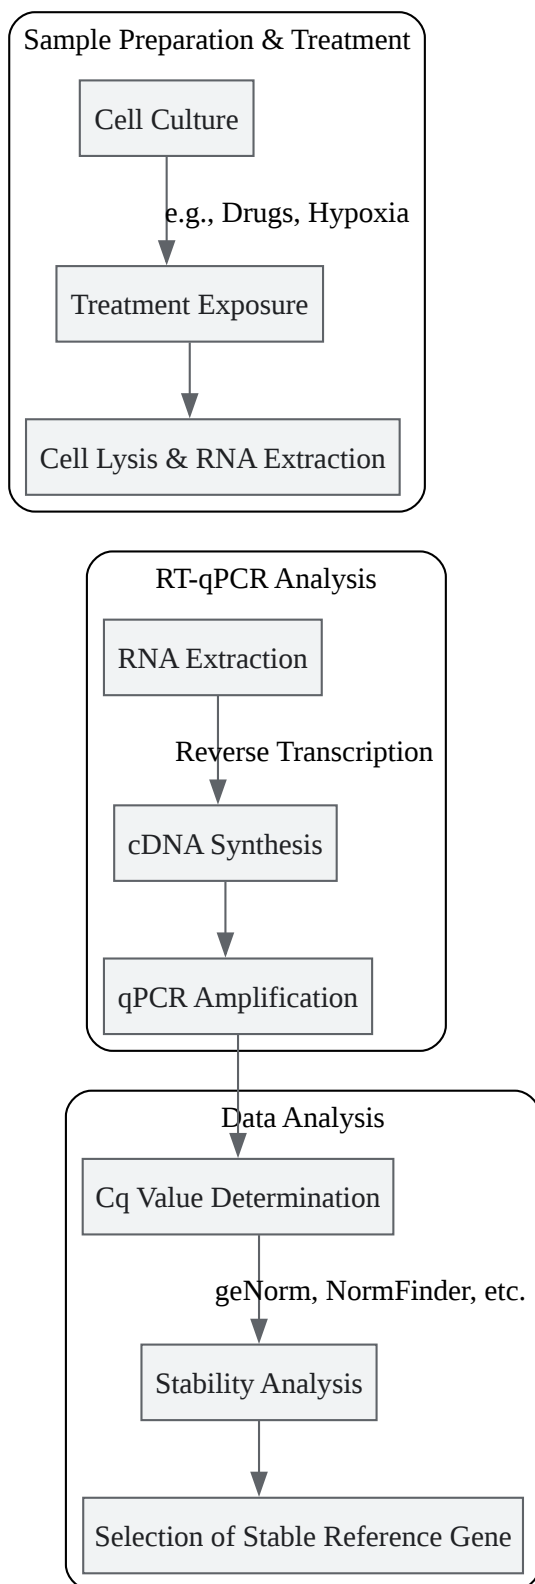 Sample Preparation & Treatment
Cell Culture
e.g., Drugs, Hypoxia
Treatment Exposure
Cell Lysis & RNA Extraction
RT-qPCR Analysis
RNA Extraction
Reverse Transcription
cDNA Synthesis
qPCR Amplification
Data Analysis
Cq Value Determination
geNorm, NormFinder, etc.
Stability Analysis
Selection of Stable Reference Gene